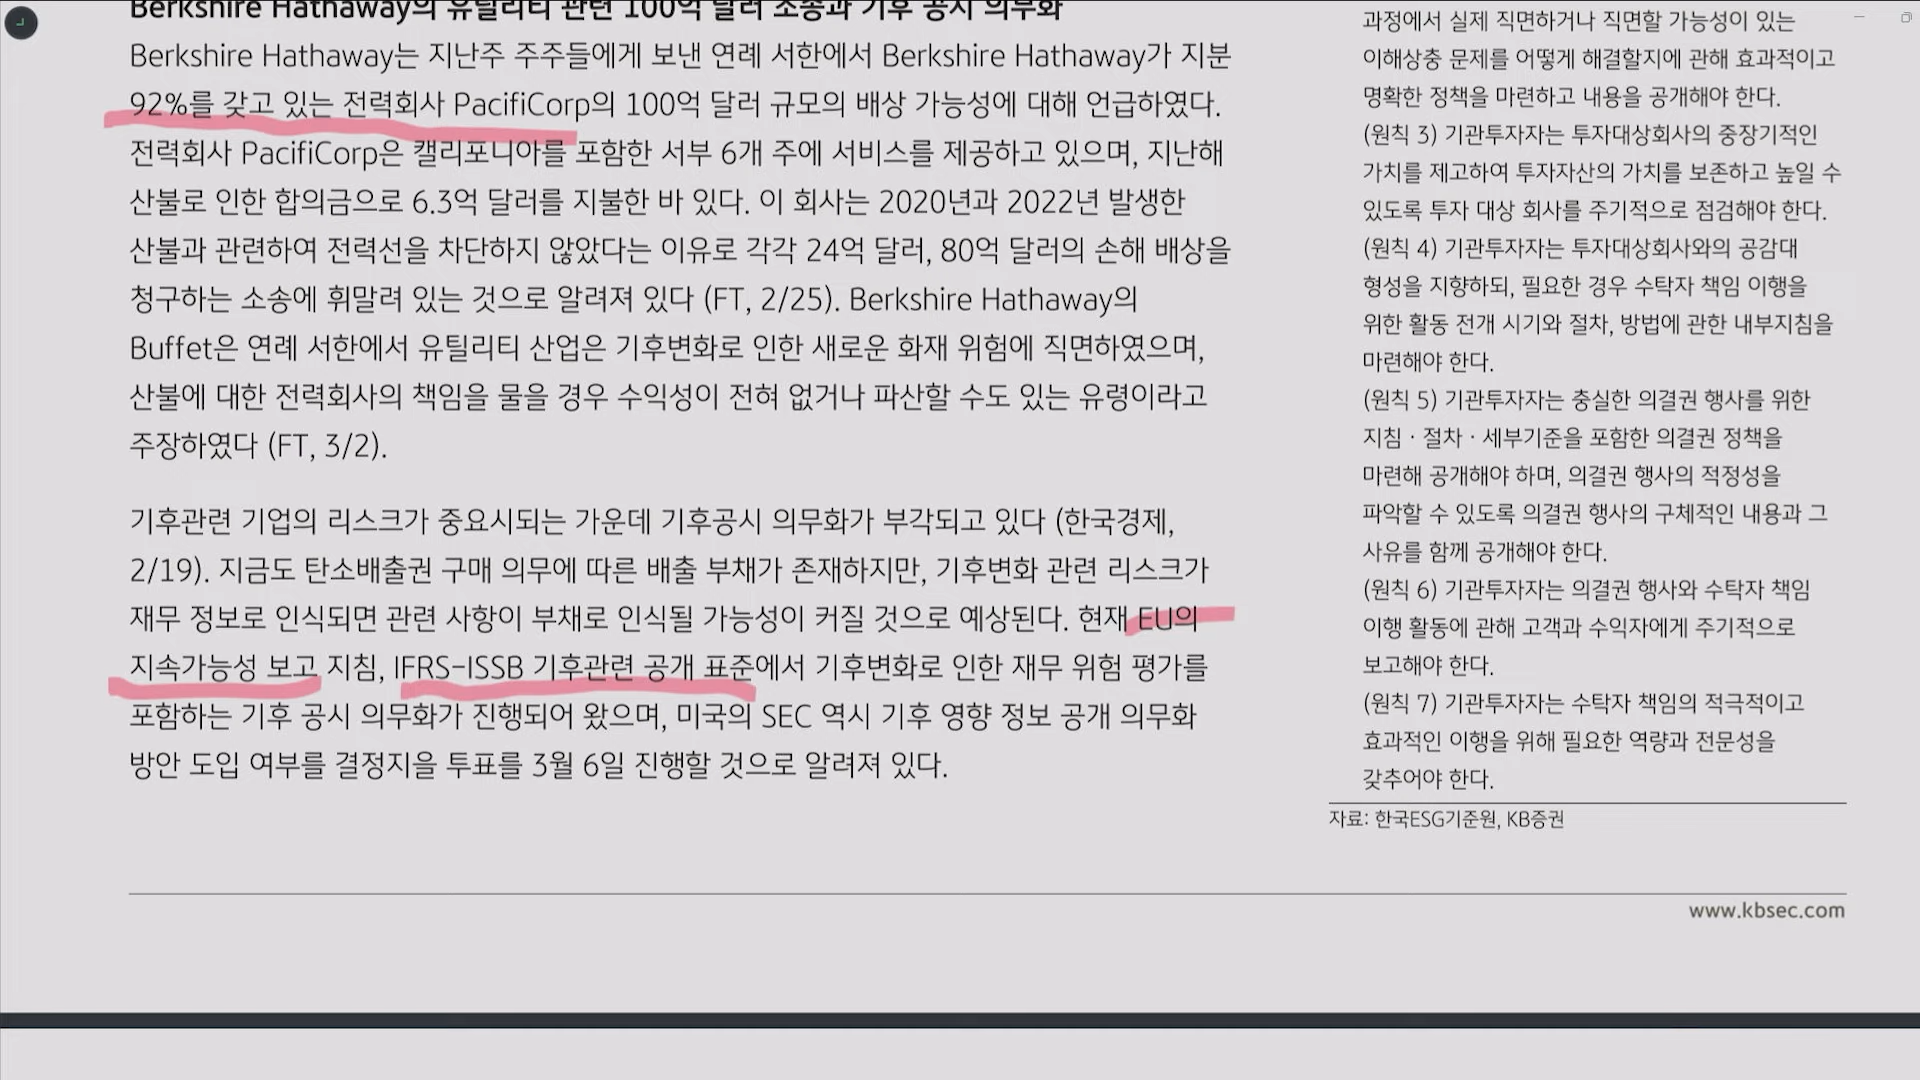 Berkshire Hathaway의 유틸리티 관련 100억 달러 소송과 기후 공시 의무화
Berkshire Hathaway는 지난주 주주들에게 보낸 연례 서한에서 Berkshire Hathaway가 지분
92%를 갖고 있는 전력회사 PacifiCorp의 100억 달러 규모의 배상 가능성에 대해 언급하였다.
전력회사 PacifiCorp은 캘리포니아를 포함한 서부 6개 주에 서비스를 제공하고 있으며, 지난해
산불로 인한 합의금으로 6.3억 달러를 지불한 바 있다. 이 회사는 2020년과 2022년 발생한
산불과 관련하여 전력선을 차단하지 않았다는 이유로 각각 24억 달러, 80억 달러의 손해 배상을
청구하는 소송에 휘말려 있는 것으로 알려져 있다 (FT, 2/25). Berkshire Hathaway의
Buffet은 연례 서한에서 유틸리티 산업은 기후변화로 인한 새로운 화재 위험에 직면하였으며,
산불에 대한 전력회사의 책임을 물을 경우 수익성이 전혀 없거나 파산할 수도 있는 유령이라고
주장하였다 (FT, 3/2).
기후관련 기업의 리스크가 중요시되는 가운데 기후공시 의무화가 부각되고 있다 (한국경제,
2/19). 지금도 탄소배출권 구매 의무에 따른 배출 부채가 존재하지만, 기후변화 관련 리스크가
재무 정보로 인식되면 관련 사항이 부채로 인식될 가능성이 커질 것으로 예상된다. 현재 EU의
지속가능성 보고 지침, IFRS-ISSB 기후관련 공개 표준에서 기후변화로 인한 재무 위험 평가를
포함하는 기후 공시 의무화가 진행되어 왔으며, 미국의 SEC 역시 기후 영향 정보 공개 의무화
방안 도입 여부를 결정지을 투표를 3월 6일 진행할 것으로 알려져 있다.
과정에서 실제 직면하거나 직면할 가능성이 있는
이해상충 문제를 어떻게 해결할지에 관해 효과적이고
명확한 정책을 마련하고 내용을 공개해야 한다.
(원칙 3) 기관투자자는 투자대상회사의 중장기적인
가치를 제고하여 투자자산의 가치를 보존하고 높일 수
있도록 투자 대상 회사를 주기적으로 점검해야 한다.
(원칙 4) 기관투자자는 투자대상회사와의 공감대
형성을 지향하되, 필요한 경우 수탁자 책임 이행을
위한 활동 전개 시기와 절차, 방법에 관한 내부지침을
마련해야 한다.
(원칙 5) 기관투자자는 충실한 의결권 행사를 위한
지침ㆍ절차ㆍ세부기준을 포함한 의결권 정책을
마련해 공개해야 하며, 의결권 행사의 적정성을
파악할 수 있도록 의결권 행사의 구체적인 내용과 그
사유를 함께 공개해야 한다.
(원칙 6) 기관투자자는 의결권 행사와 수탁자 책임
이행 활동에 관해 고객과 수익자에게 주기적으로
보고해야 한다.
(원칙 7) 기관투자자는 수탁자 책임의 적극적이고
효과적인 이행을 위해 필요한 역량과 전문성을
갖추어야 한다.
자료: 한국ESG기준원, KB증권
www.kbsec.com